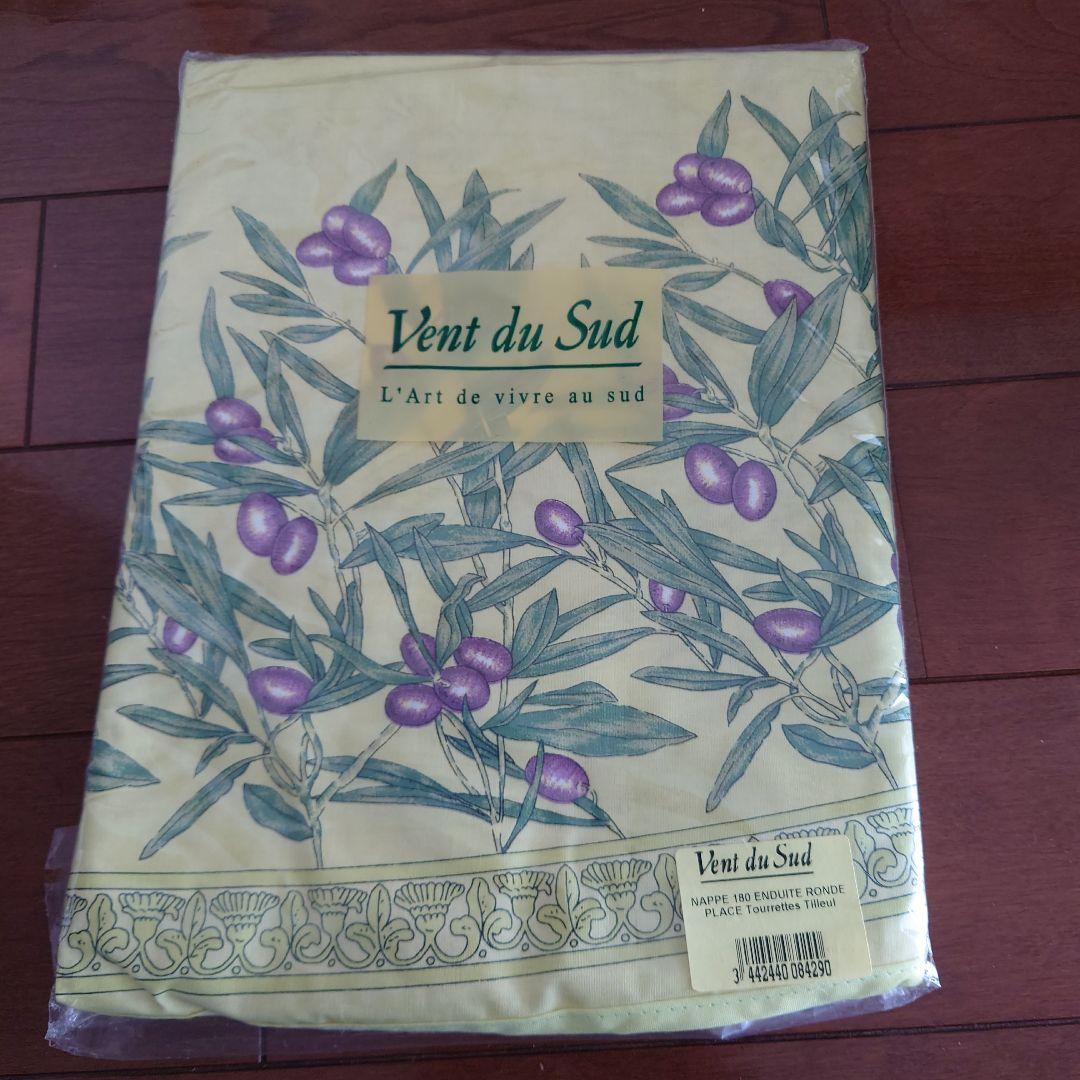 Vent du Sud
L'Art de vivre au sud
Vent du Sud
NAPPE 180 ENDUITE RONDE
PLACE Tourrettes Tilleul
3 442440 084290